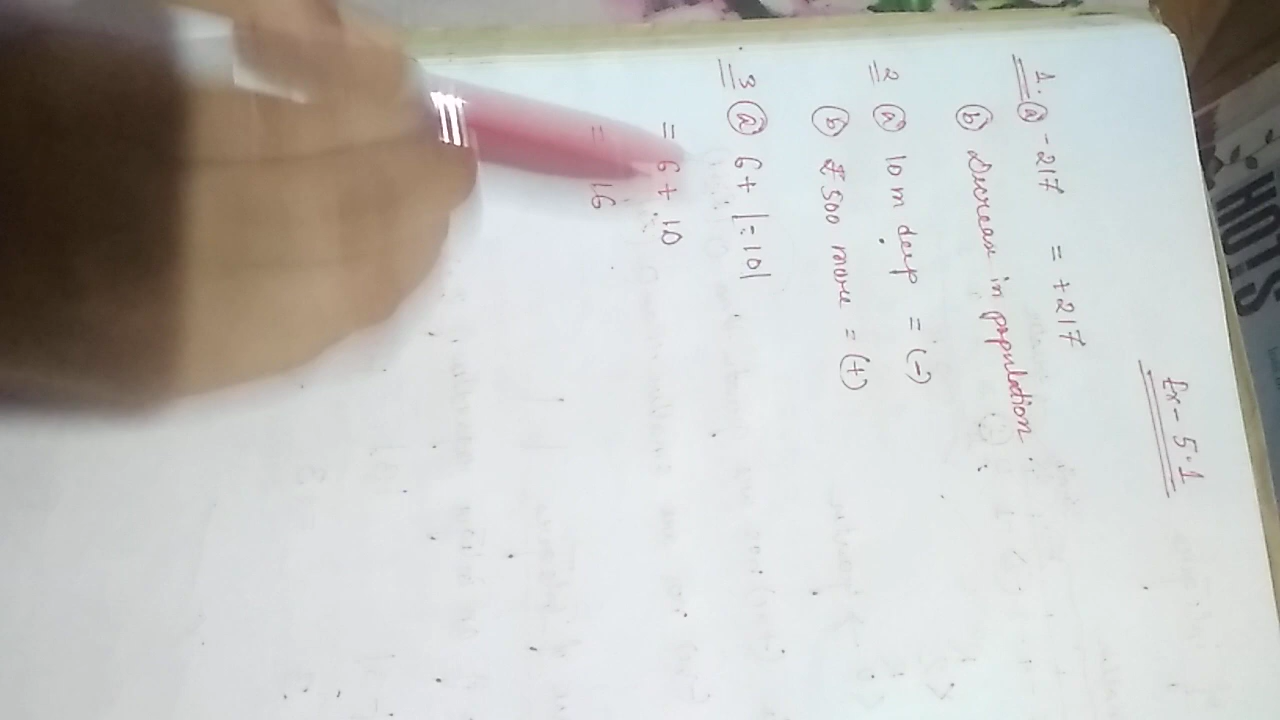 Ex - 5.1
1. (a) -217 = +217
(b) Decrease in population.
2 (a) 10 m deep = (-)
(b) ₹ 500 more = (+)
3 (a) 6 + |-10|
= 6 + 10
= 16
HOTS